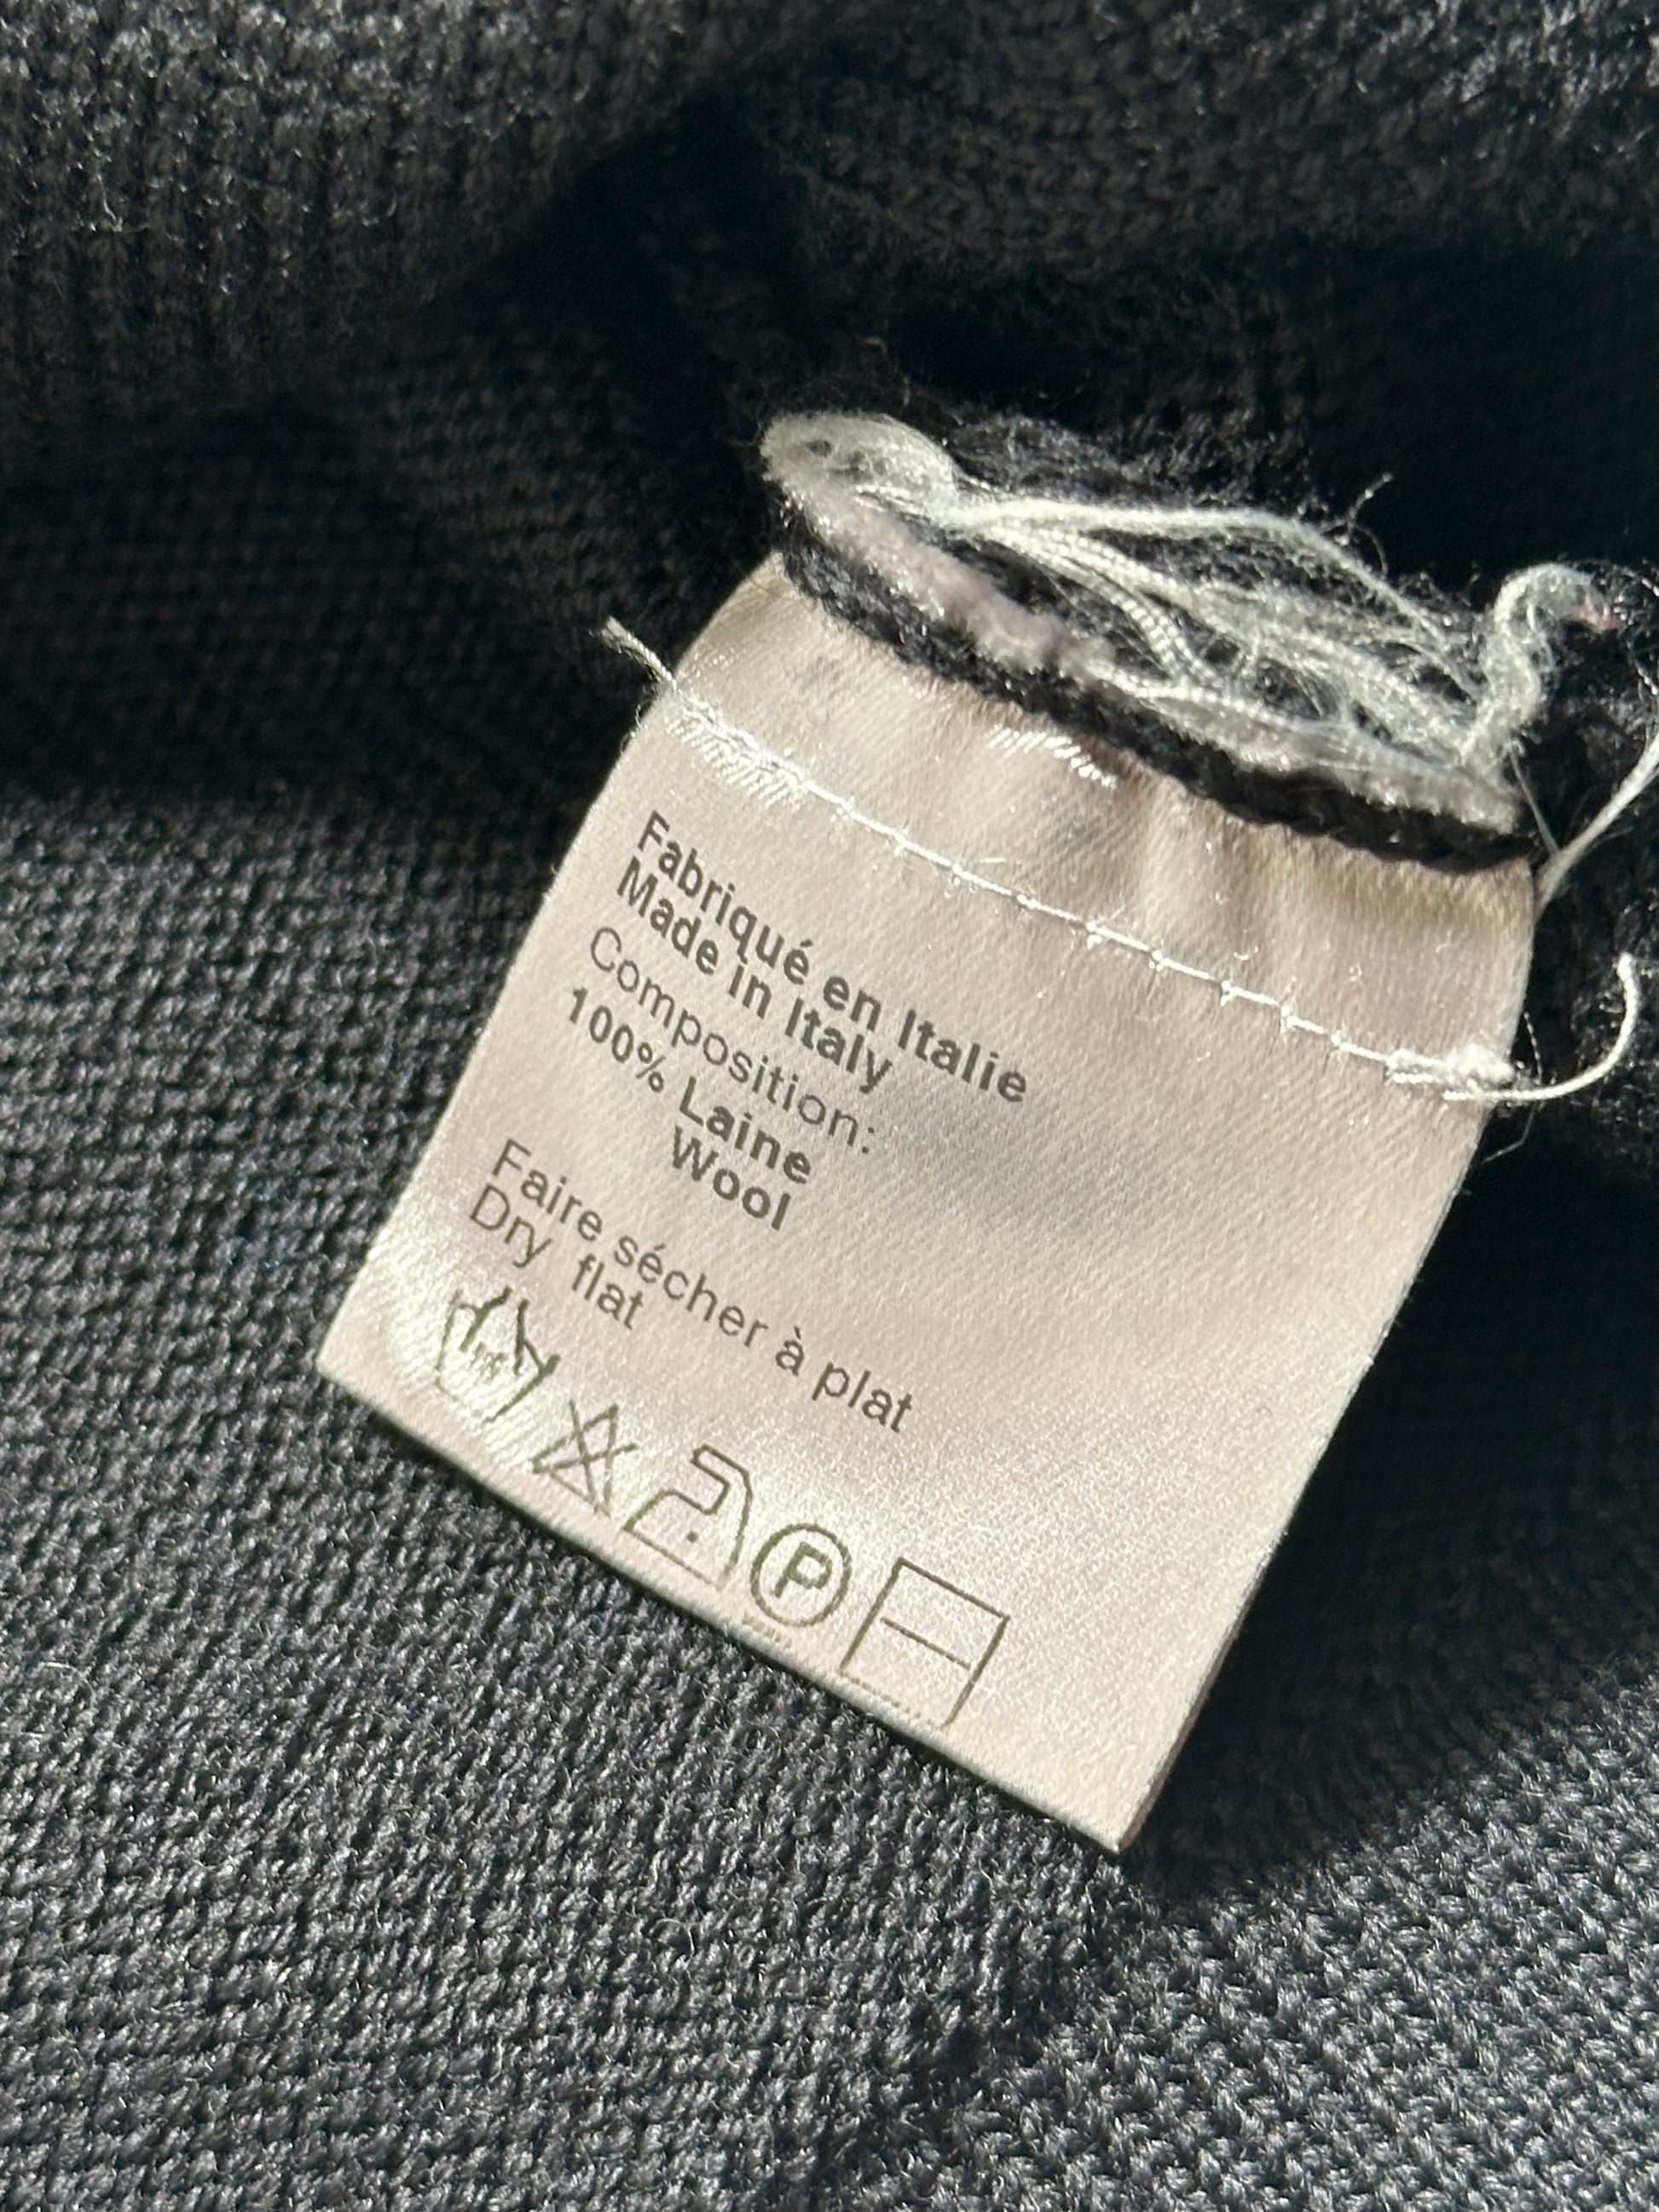 Fabriqué en Italie
Made in Italy
Composition:
100% Laine
Wool
Faire sécher à plat
Dry flat
P